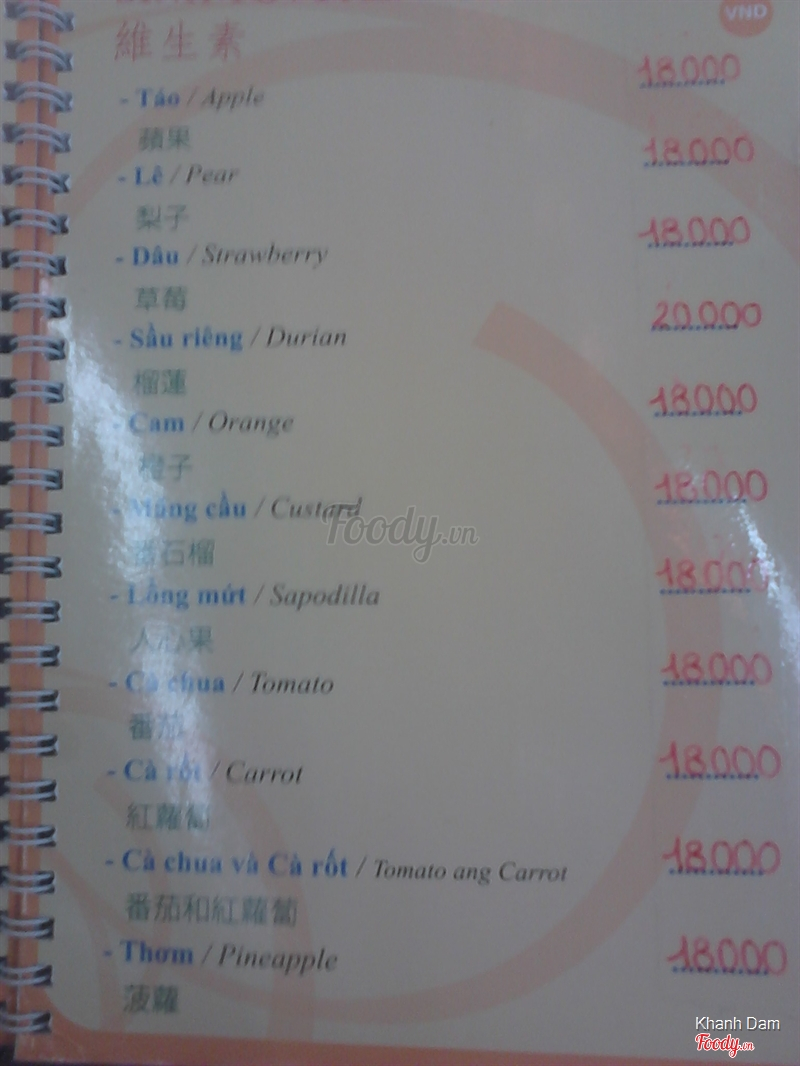 VND
維生素
- Táo / Apple 18.000
蘋果
- Lê / Pear 18.000
梨子
- Dâu / Strawberry 18.000
草莓
- Sầu riêng / Durian 20.000
榴蓮
- Cam / Orange 18.000
橙子
- Mãng cầu / Custard 18.000
番石榴
- Lồng mứt / Sapodilla 18.000
人心果
- Cà chua / Tomato 18.000
番茄
- Cà rốt / Carrot 18.000
紅蘿蔔
- Cà chua và Cà rốt / Tomato ang Carrot 18.000
番茄和紅蘿蔔
- Thơm / Pineapple 18.000
菠蘿
Foody.vn
Khanh Dam
Foody.vn